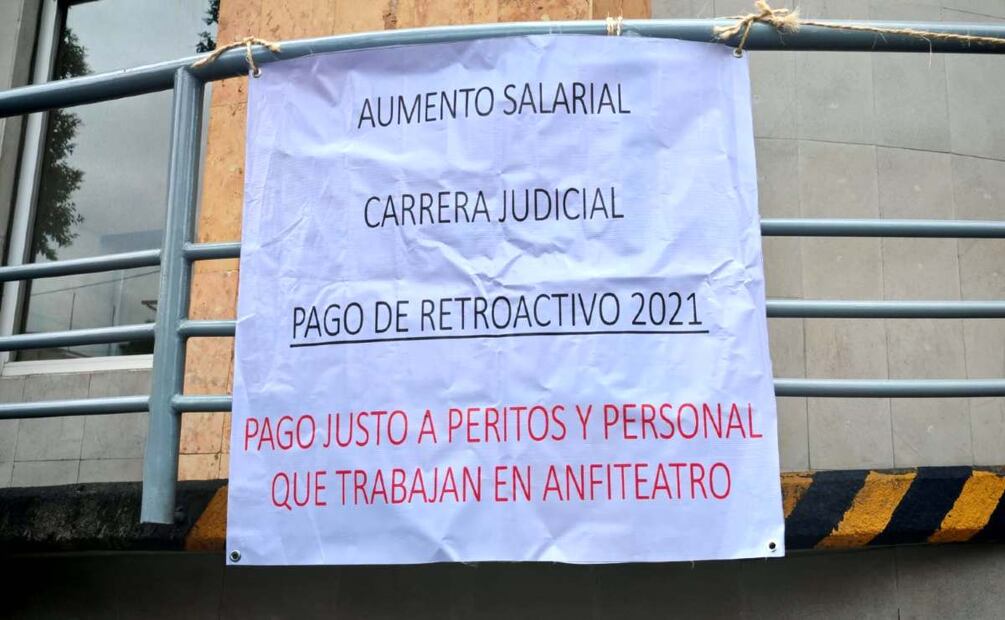 AUMENTO SALARIAL
CARRERA JUDICIAL
PAGO DE RETROACTIVO 2021
PAGO JUSTO A PERITOS Y PERSONAL
QUE TRABAJAN EN ANFITEATRO